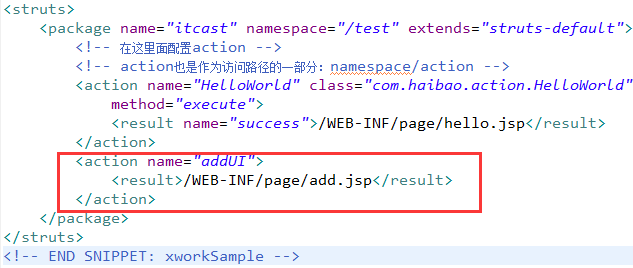 <struts>
<package name="itcast" namespace="/test" extends="struts-default">
<!-- 在这里面配置action -->
<!-- action也是作为访问路径的一部分：namespace/action -->
<action name="HelloWorld" class="com.haibao.action.HelloWorld"
method="execute">
<result name="success">/WEB-INF/page/hello.jsp</result>
</action>
<action name="addUI">
<result>/WEB-INF/page/add.jsp</result>
</action>
</package>
</struts>
<!-- END SNIPPET: xworkSample -->